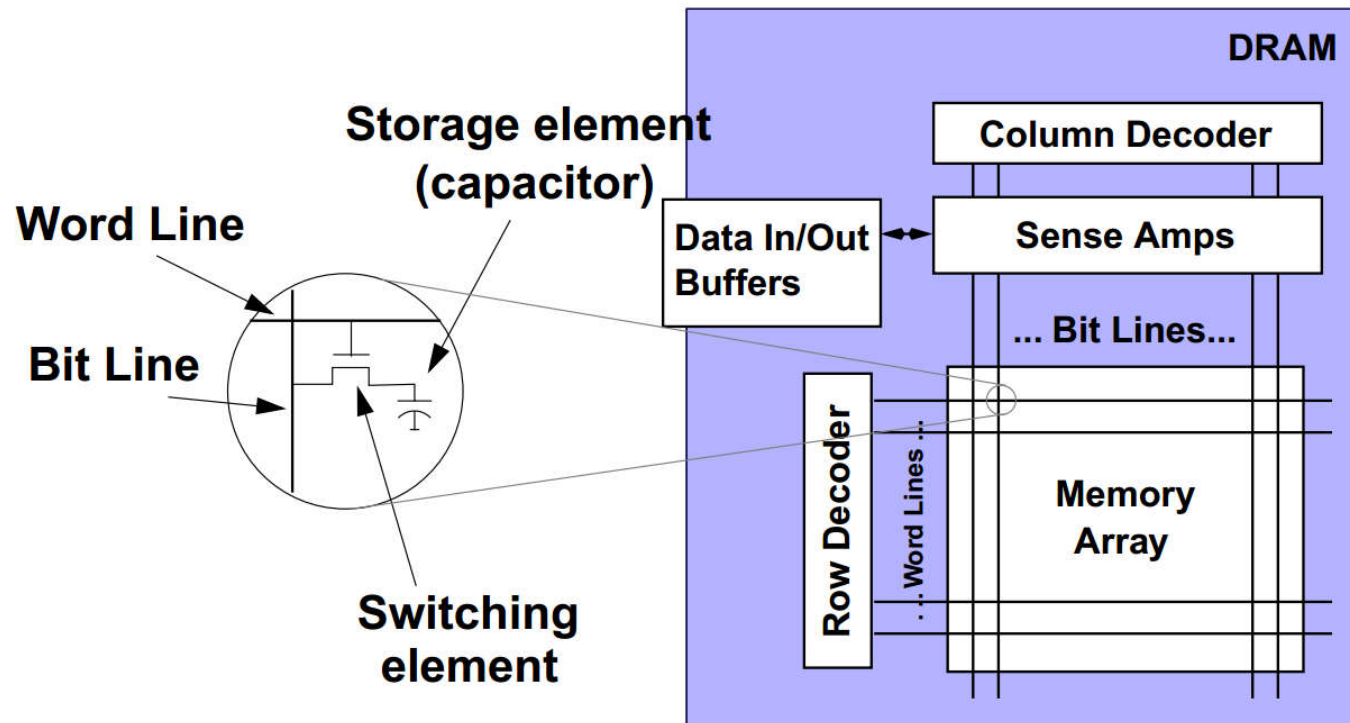 DRAM
Storage element
(capacitor)
Word Line
Bit Line
Switching
element
Column Decoder
Sense Amps
Data In/Out
Buffers
... Bit Lines...
Row Decoder
. ...Word Lines ...
Memory
Array